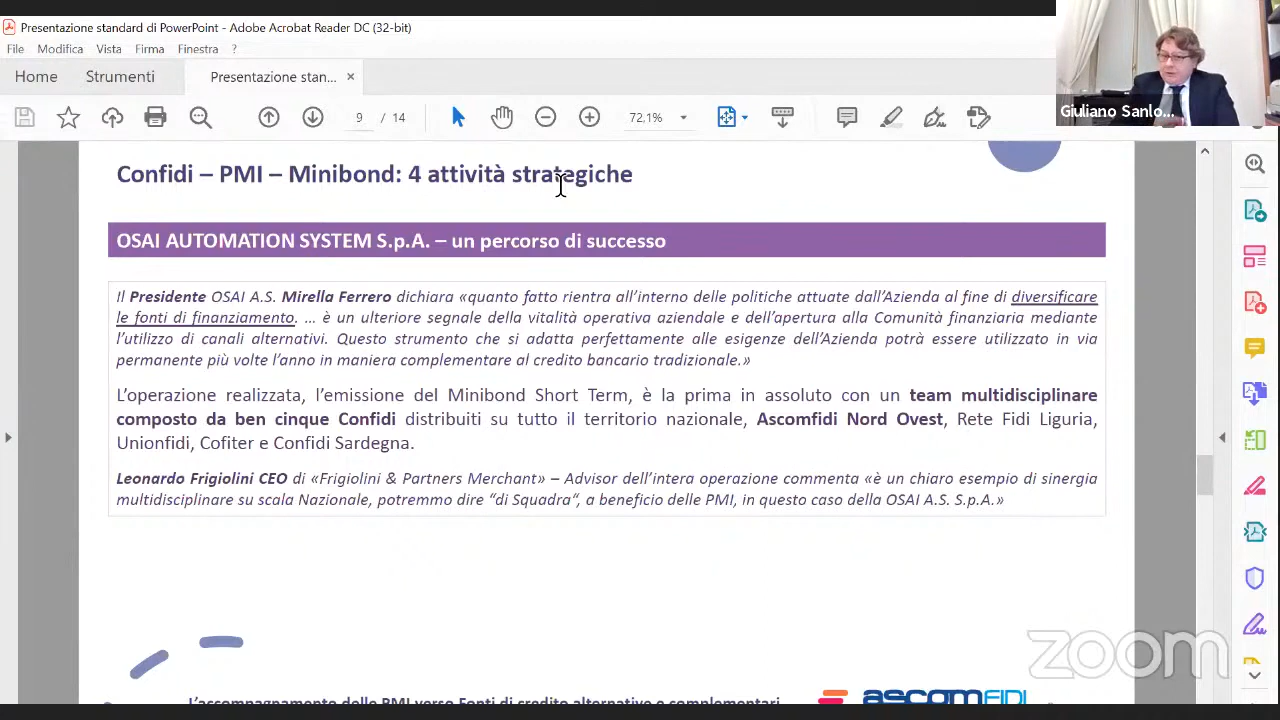 Presentazione standard di PowerPoint - Adobe Acrobat Reader DC (32-bit)
File Modifica Vista Firma Finestra ?
Home Strumenti Presentazione stan... ×
9 / 14 72,1%
Giuliano Sanlo...
Confidi – PMI – Minibond: 4 attività strategiche
OSAI AUTOMATION SYSTEM S.p.A. – un percorso di successo
Il Presidente OSAI A.S. Mirella Ferrero dichiara «quanto fatto rientra all’interno delle politiche attuate dall’Azienda al fine di diversificare
le fonti di finanziamento. … è un ulteriore segnale della vitalità operativa aziendale e dell’apertura alla Comunità finanziaria mediante
l’utilizzo di canali alternativi. Questo strumento che si adatta perfettamente alle esigenze dell’Azienda potrà essere utilizzato in via
permanente più volte l’anno in maniera complementare al credito bancario tradizionale.»
L’operazione realizzata, l’emissione del Minibond Short Term, è la prima in assoluto con un team multidisciplinare
composto da ben cinque Confidi distribuiti su tutto il territorio nazionale, Ascomfidi Nord Ovest, Rete Fidi Liguria,
Unionfidi, Cofiter e Confidi Sardegna.
Leonardo Frigiolini CEO di «Frigiolini & Partners Merchant» – Advisor dell’intera operazione commenta «è un chiaro esempio di sinergia
multidisciplinare su scala Nazionale, potremmo dire “di Squadra“, a beneficio delle PMI, in questo caso della OSAI A.S. S.p.A.»
zoom
L’accompagnamento delle PMI verso Fonti di credito alternative e complementari
ascomFIDI